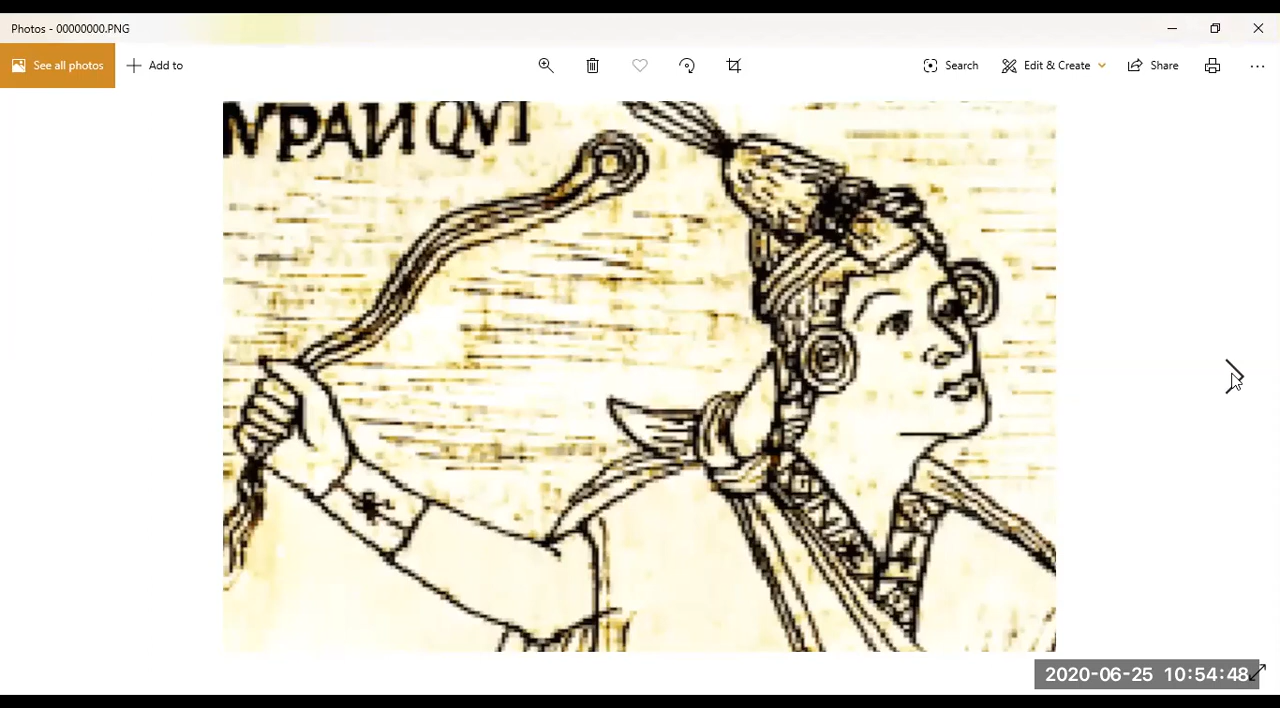 Photos - 00000000.PNG
See all photos
Add to
Search
Edit & Create
Share
VPAN QVI
2020-06-25 10:54:48